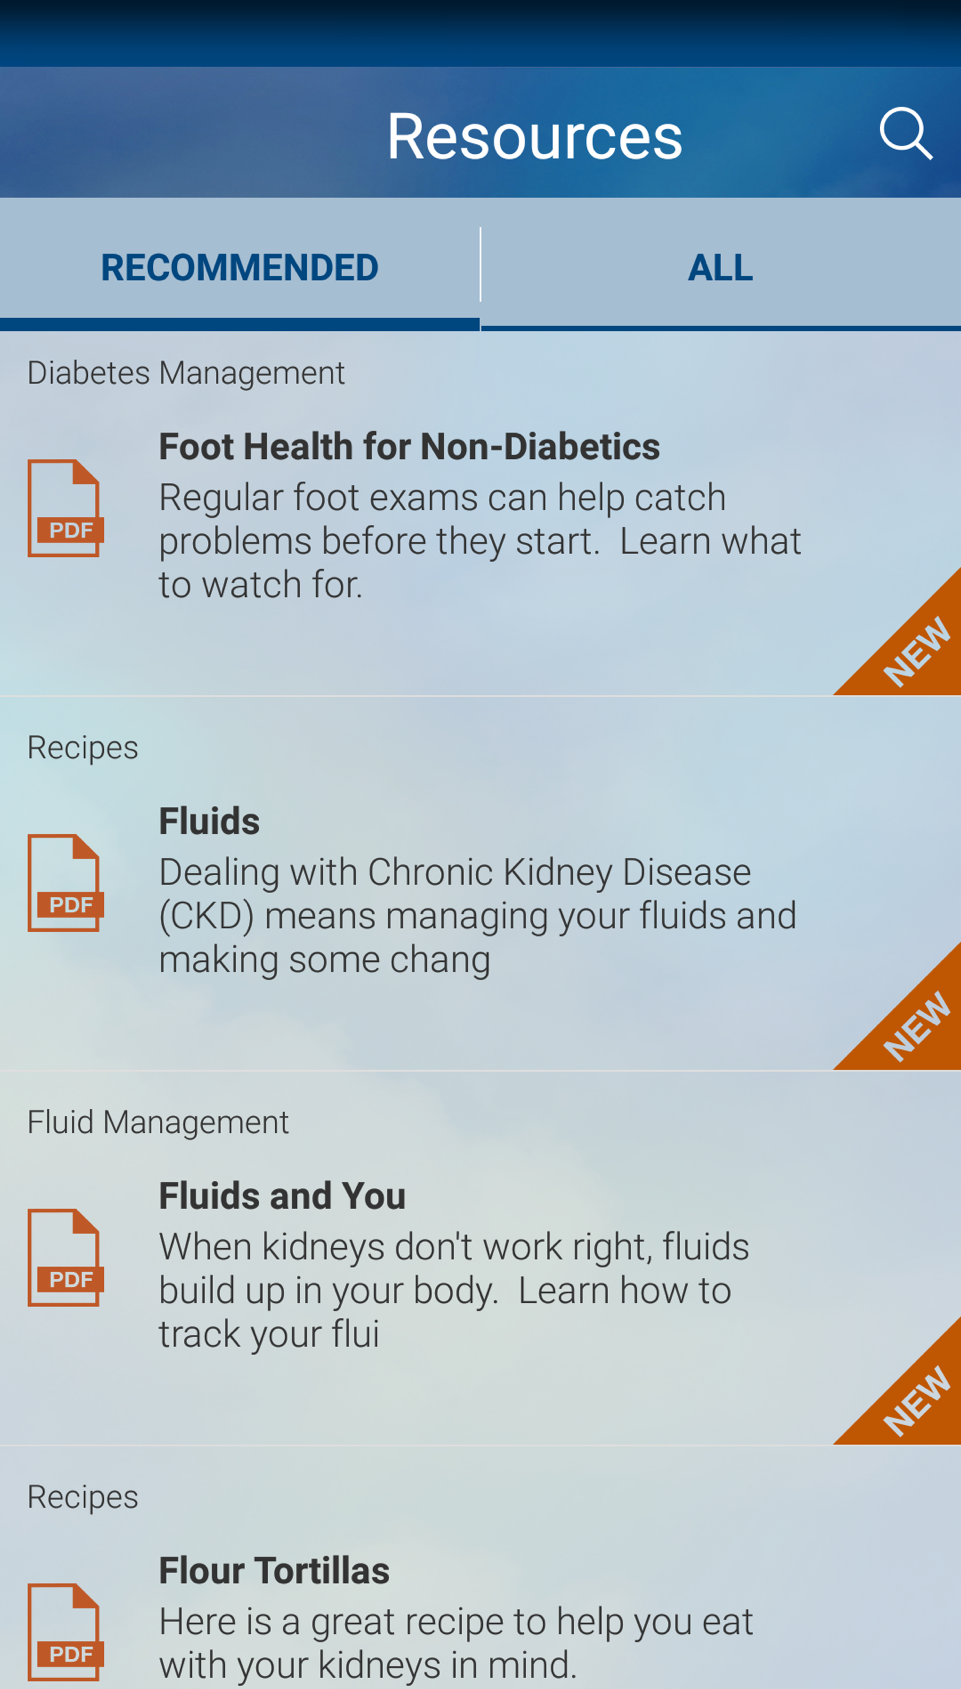 Resources
RECOMMENDED
ALL
Diabetes Management
Foot Health for Non-Diabetics
PDF
Regular foot exams can help catch
problems before they start.  Learn what
to watch for.
NEW
Recipes
Fluids
PDF
Dealing with Chronic Kidney Disease
(CKD) means managing your fluids and
making some chang
NEW
Fluid Management
Fluids and You
PDF
When kidneys don't work right, fluids
build up in your body.  Learn how to
track your flui
NEW
Recipes
Flour Tortillas
PDF
Here is a great recipe to help you eat
with your kidneys in mind.